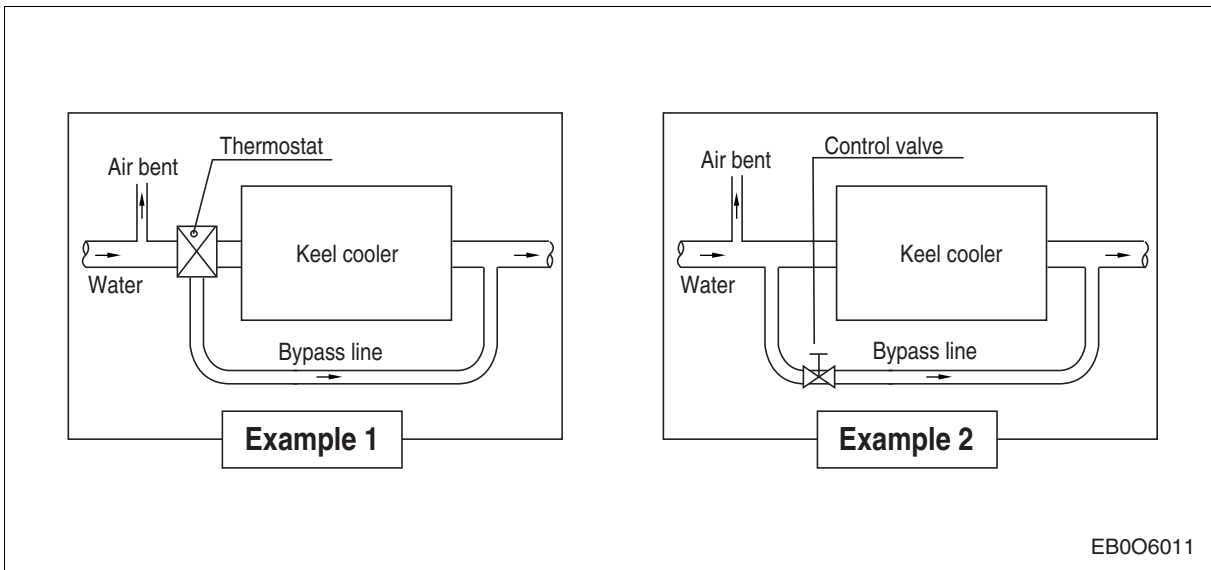 Thermostat
Air bent
Keel cooler
Water
Bypass line
Example 1
Control valve
Air bent
Keel cooler
Water
Bypass line
Example 2
EB0O6011